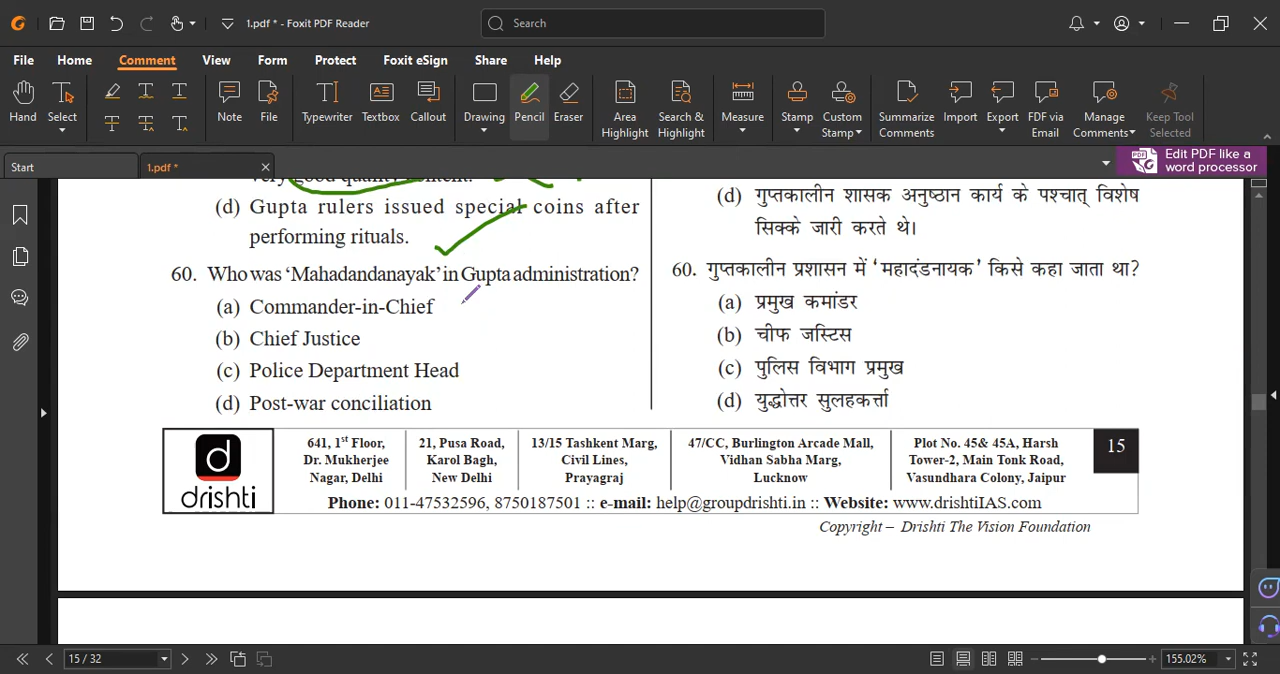 1.pdf * - Foxit PDF Reader
Search
File Home Comment View Form Protect Foxit eSign Share Help
Hand Select Note File Typewriter Textbox Callout Drawing Pencil Eraser Area Highlight Search & Highlight Measure Stamp Custom Stamp Summarize Comments Import Export FDF via Email Manage Comments Keep Tool Selected
Start 1.pdf *
Edit PDF like a
word processor
(d) Gupta rulers issued special coins after
performing rituals.
60. Who was ‘Mahadandanayak’ in Gupta administration?
(a) Commander-in-Chief
(b) Chief Justice
(c) Police Department Head
(d) Post-war conciliation
(d) गुप्तकालीन शासक अनुष्ठान कार्य के पश्चात् विशेष
सिक्के जारी करते थे।
60. गुप्तकालीन प्रशासन में ‘महादंडनायक’ किसे कहा जाता था?
(a) प्रमुख कमांडर
(b) चीफ जस्टिस
(c) पुलिस विभाग प्रमुख
(d) युद्धोत्तर सुलहकर्त्ता
d
drishti
641, 1st Floor,
Dr. Mukherjee
Nagar, Delhi
21, Pusa Road,
Karol Bagh,
New Delhi
13/15 Tashkent Marg,
Civil Lines,
Prayagraj
47/CC, Burlington Arcade Mall,
Vidhan Sabha Marg,
Lucknow
Plot No. 45& 45A, Harsh
Tower-2, Main Tonk Road,
Vasundhara Colony, Jaipur
15
Phone: 011-47532596, 8750187501 :: e-mail: help@groupdrishti.in :: Website: www.drishtiIAS.com
Copyright – Drishti The Vision Foundation
15 / 32
155.02%